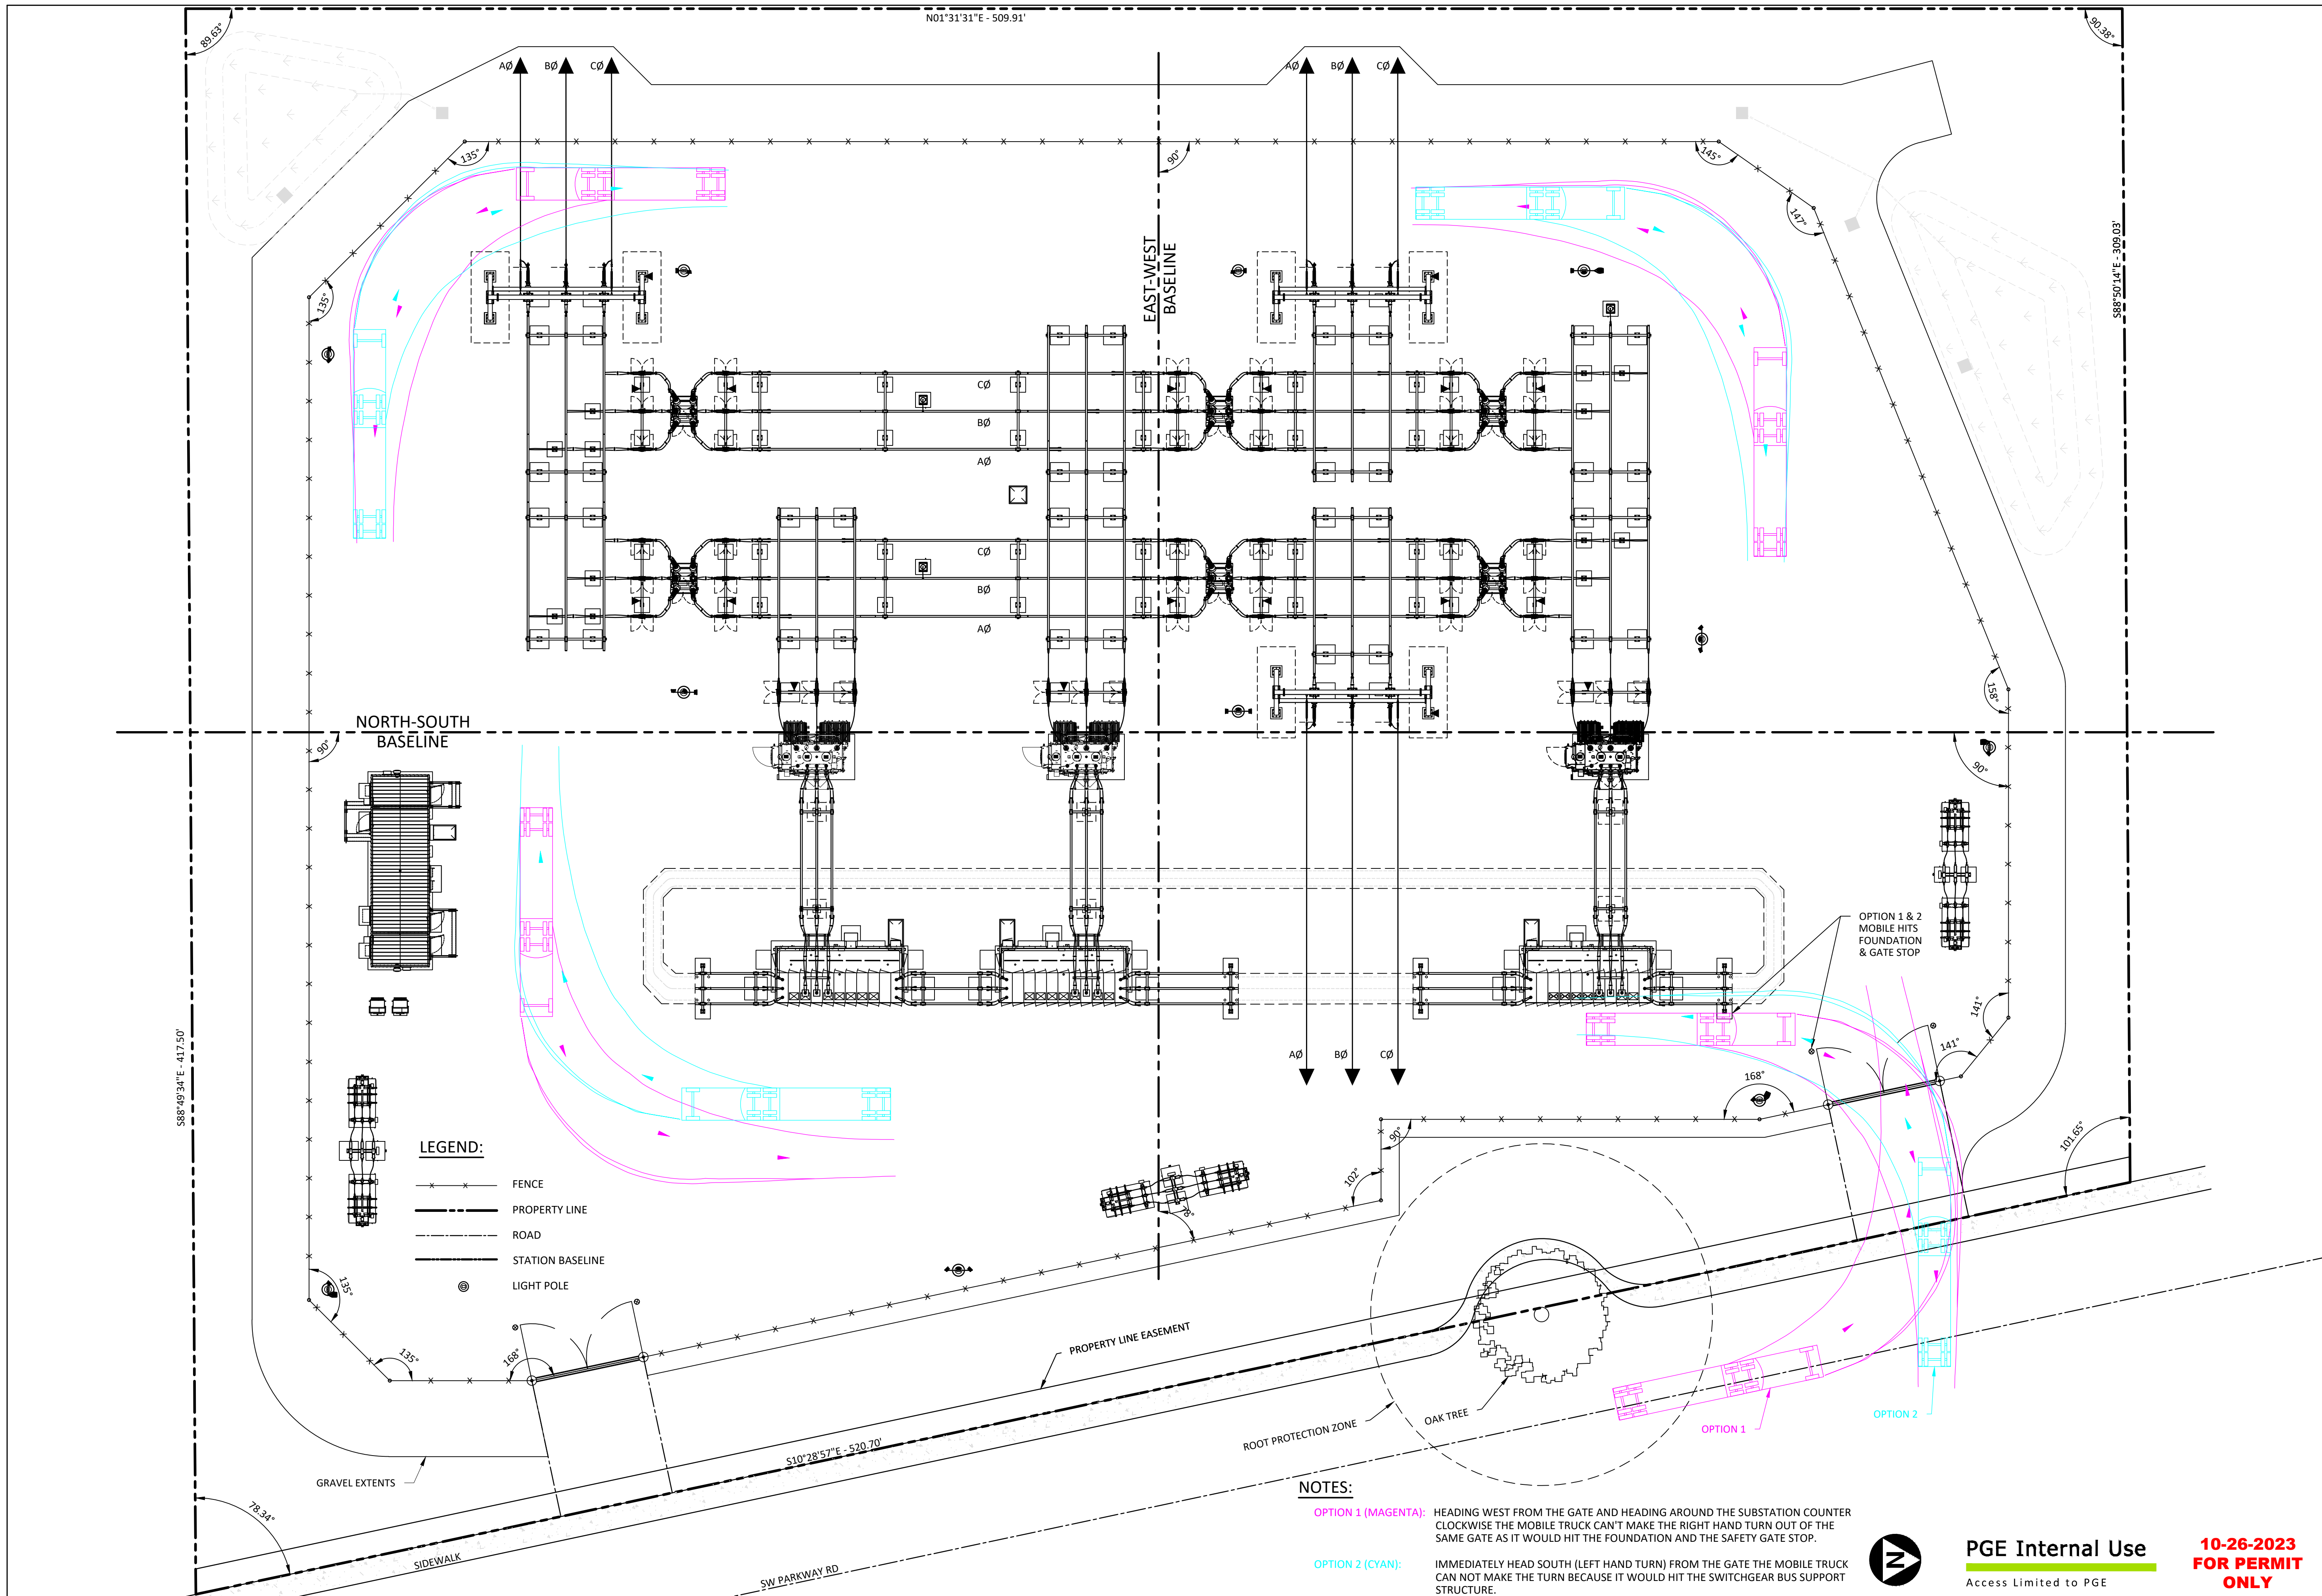 N01°31'31"E - 509.91'
89.63°
90.38°
AØ
BØ
CØ
AØ
BØ
CØ
135°
90°
145°
147°
135°
EAST-WEST
BASELINE
S88°50'14"E - 309.03'
CØ
BØ
AØ
CØ
BØ
AØ
158°
NORTH-SOUTH
BASELINE
90°
90°
OPTION 1 & 2
MOBILE HITS
FOUNDATION
& GATE STOP
141°
141°
S88°49'34"E - 417.50'
AØ
BØ
CØ
168°
90°
101.65°
102°
78°
LEGEND:
FENCE
PROPERTY LINE
ROAD
STATION BASELINE
LIGHT POLE
135°
135°
168°
PROPERTY LINE EASEMENT
OAK TREE
ROOT PROTECTION ZONE
OPTION 1
OPTION 2
S10°28'57"E - 520.70'
GRAVEL EXTENTS
78.34°
SIDEWALK
SW PARKWAY RD
NOTES:
OPTION 1 (MAGENTA): HEADING WEST FROM THE GATE AND HEADING AROUND THE SUBSTATION COUNTER
CLOCKWISE THE MOBILE TRUCK CAN'T MAKE THE RIGHT HAND TURN OUT OF THE
SAME GATE AS IT WOULD HIT THE FOUNDATION AND THE SAFETY GATE STOP.
OPTION 2 (CYAN): IMMEDIATELY HEAD SOUTH (LEFT HAND TURN) FROM THE GATE THE MOBILE TRUCK
CAN NOT MAKE THE TURN BECAUSE IT WOULD HIT THE SWITCHGEAR BUS SUPPORT
STRUCTURE.
N
PGE Internal Use
Access Limited to PGE
10-26-2023
FOR PERMIT
ONLY